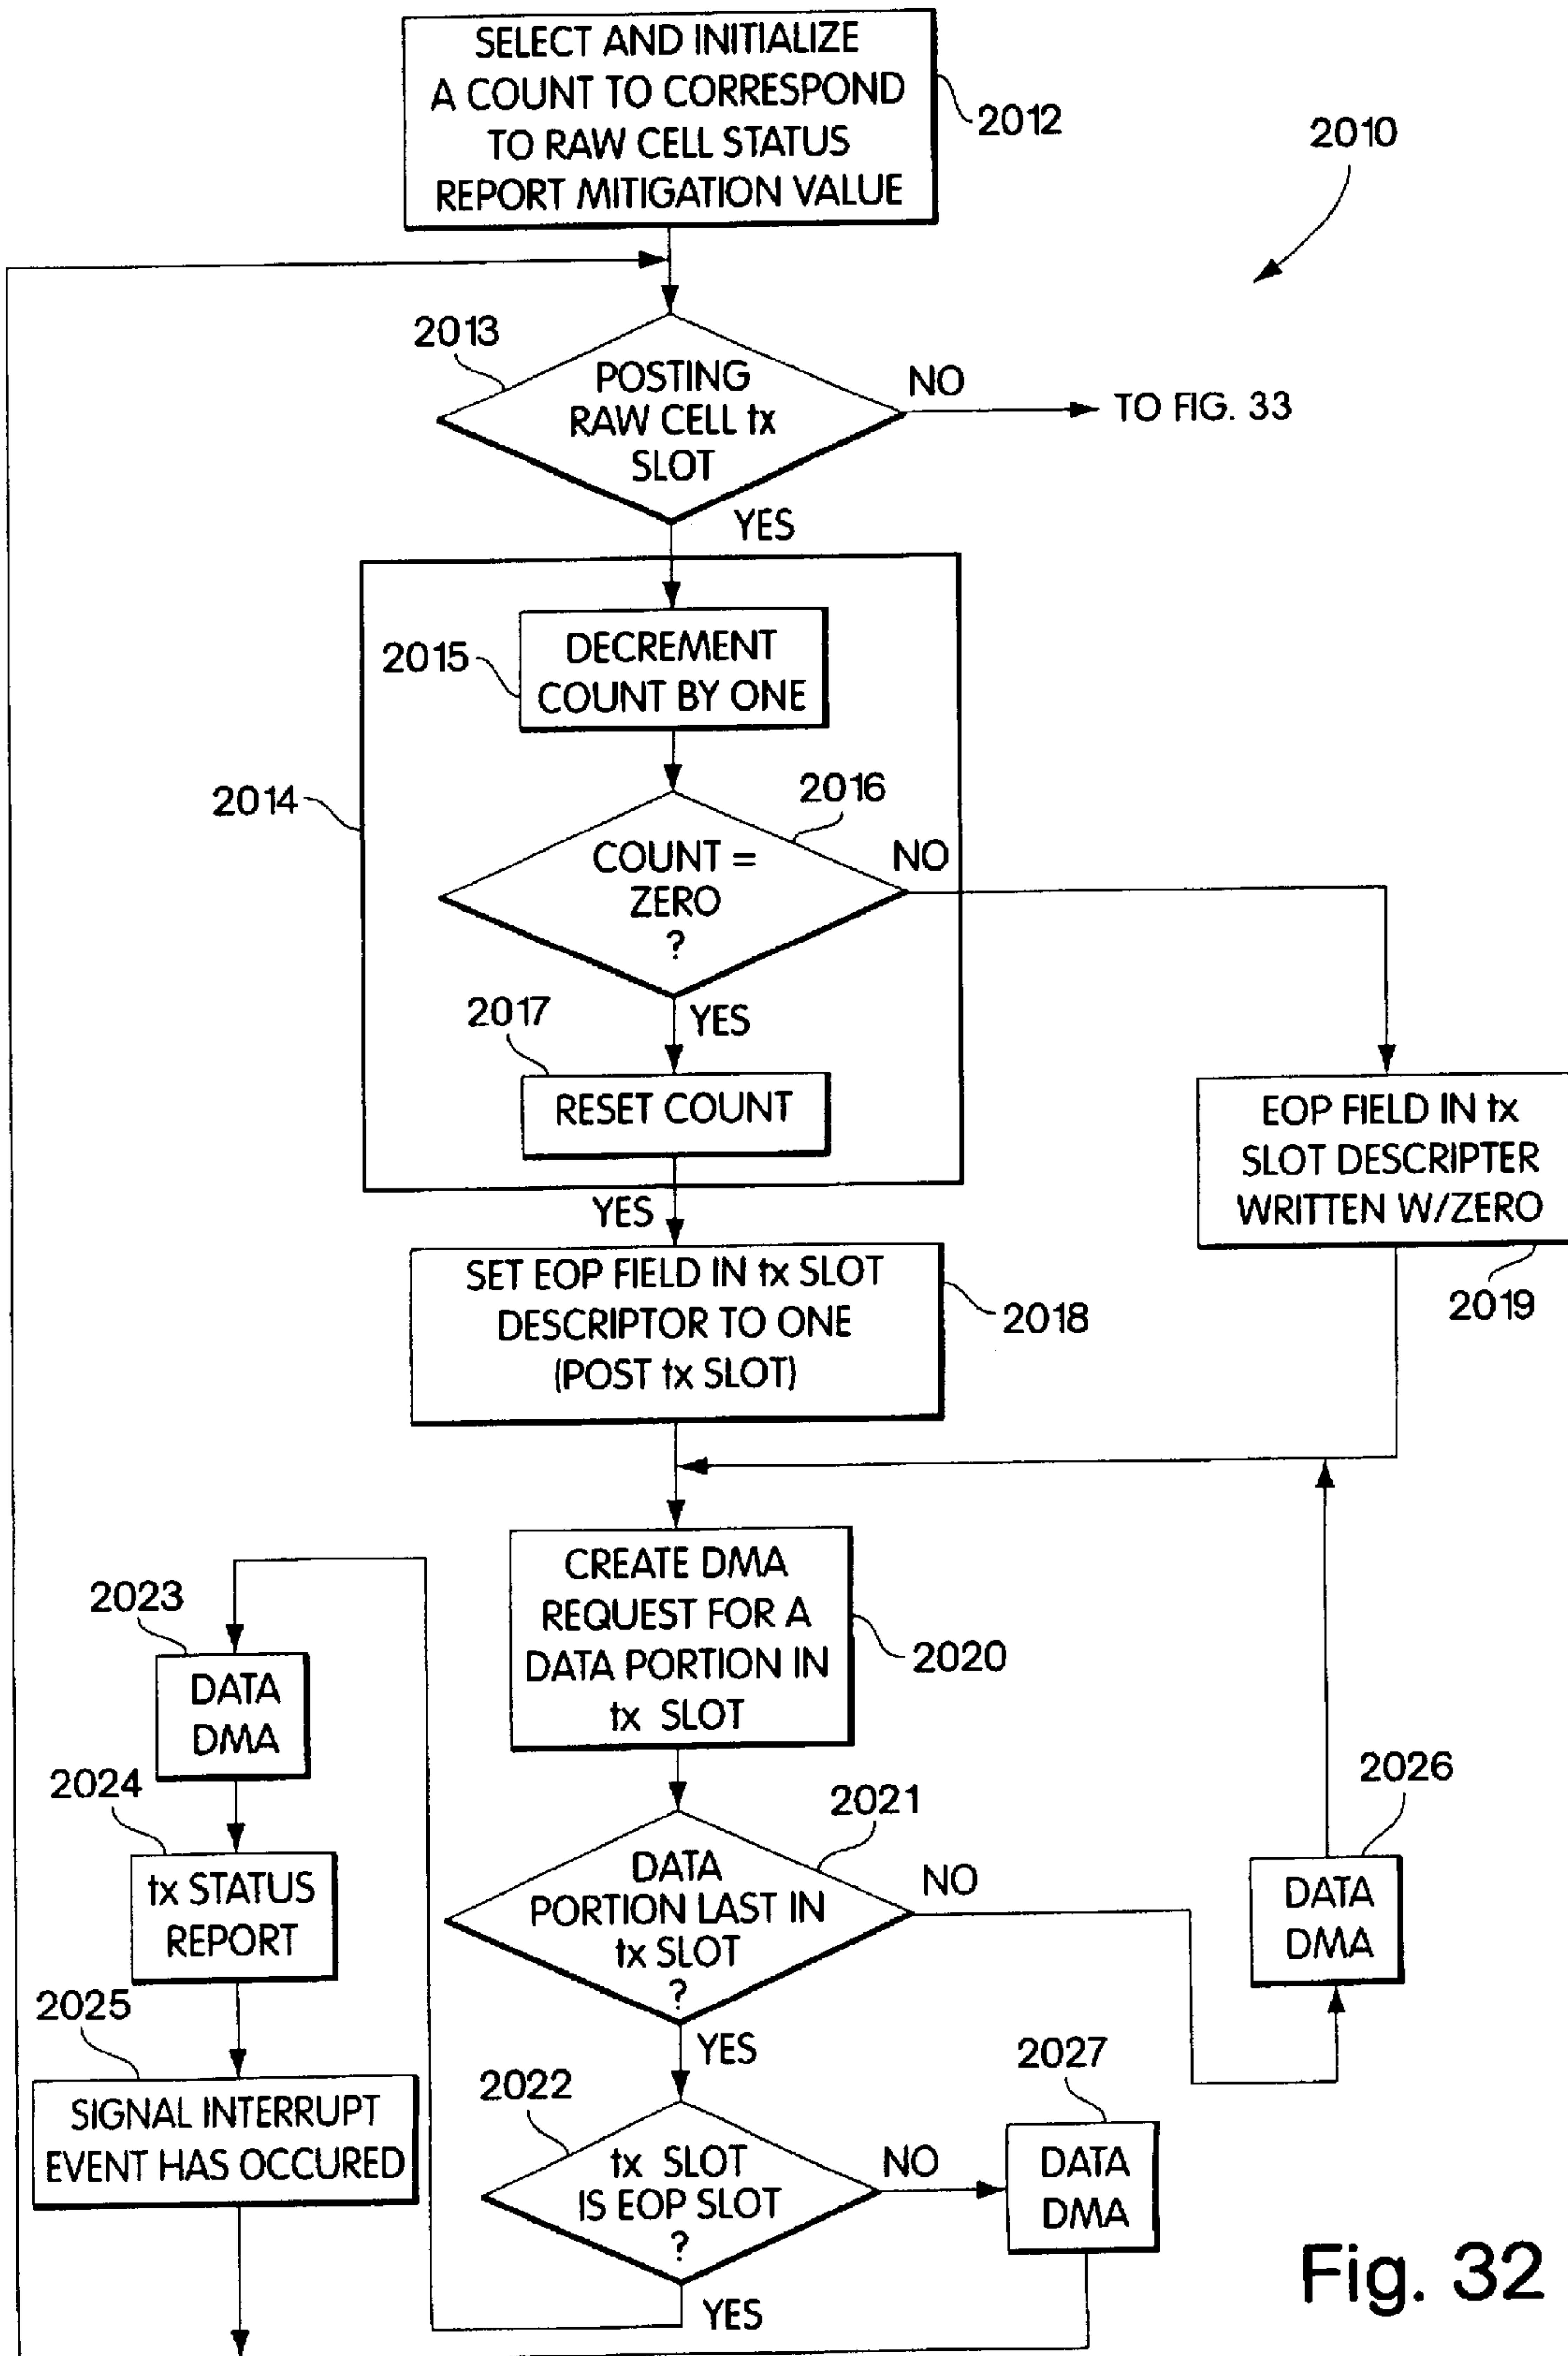 SELECT AND INITIALIZE
A COUNT TO CORRESPOND
TO RAW CELL STATUS
REPORT MITIGATION VALUE
2012
2010
2013
POSTING
RAW CELL tx
SLOT
NO
TO FIG. 33
YES
2014
2015
DECREMENT
COUNT BY ONE
2016
COUNT =
ZERO
?
NO
YES
2017
RESET COUNT
YES
EOP FIELD IN tx
SLOT DESCRIPTER
WRITTEN W/ZERO
2019
SET EOP FIELD IN tx SLOT
DESCRIPTOR TO ONE
(POST tx SLOT)
2018
CREATE DMA
REQUEST FOR A
DATA PORTION IN
tx SLOT
2020
2023
DATA
DMA
2024
tx STATUS
REPORT
2025
SIGNAL INTERRUPT
EVENT HAS OCCURED
2021
DATA
PORTION LAST IN
tx SLOT
?
NO
YES
2026
DATA
DMA
2022
tx SLOT
IS EOP SLOT
?
NO
YES
2027
DATA
DMA
Fig. 32